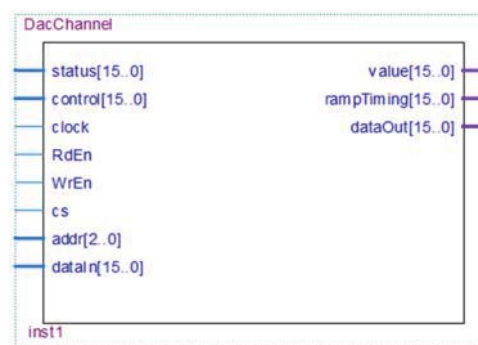 DacChannel
status[15..0]
control[15..0]
clock
RdEn
WrEn
cs
addr[2..0]
dataIn[15..0]
value[15..0]
rampTiming[15..0]
dataOut[15..0]
inst1